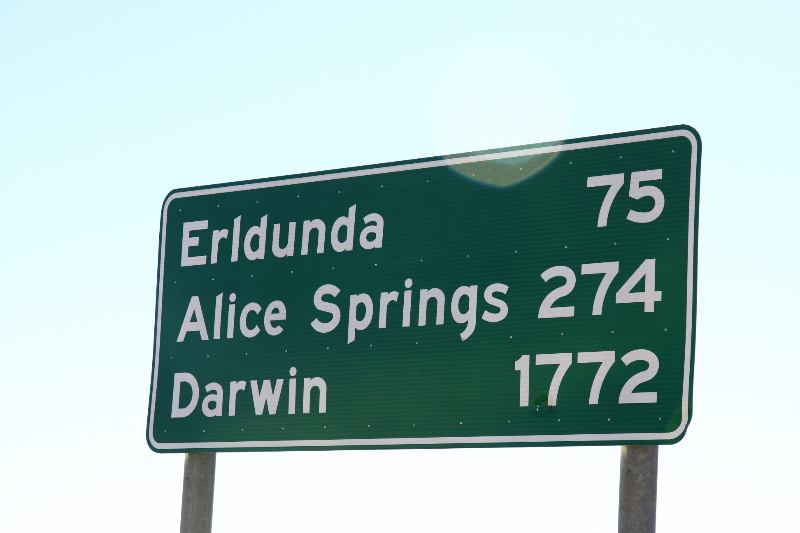 Erldunda 75
Alice Springs 274
Darwin 1772